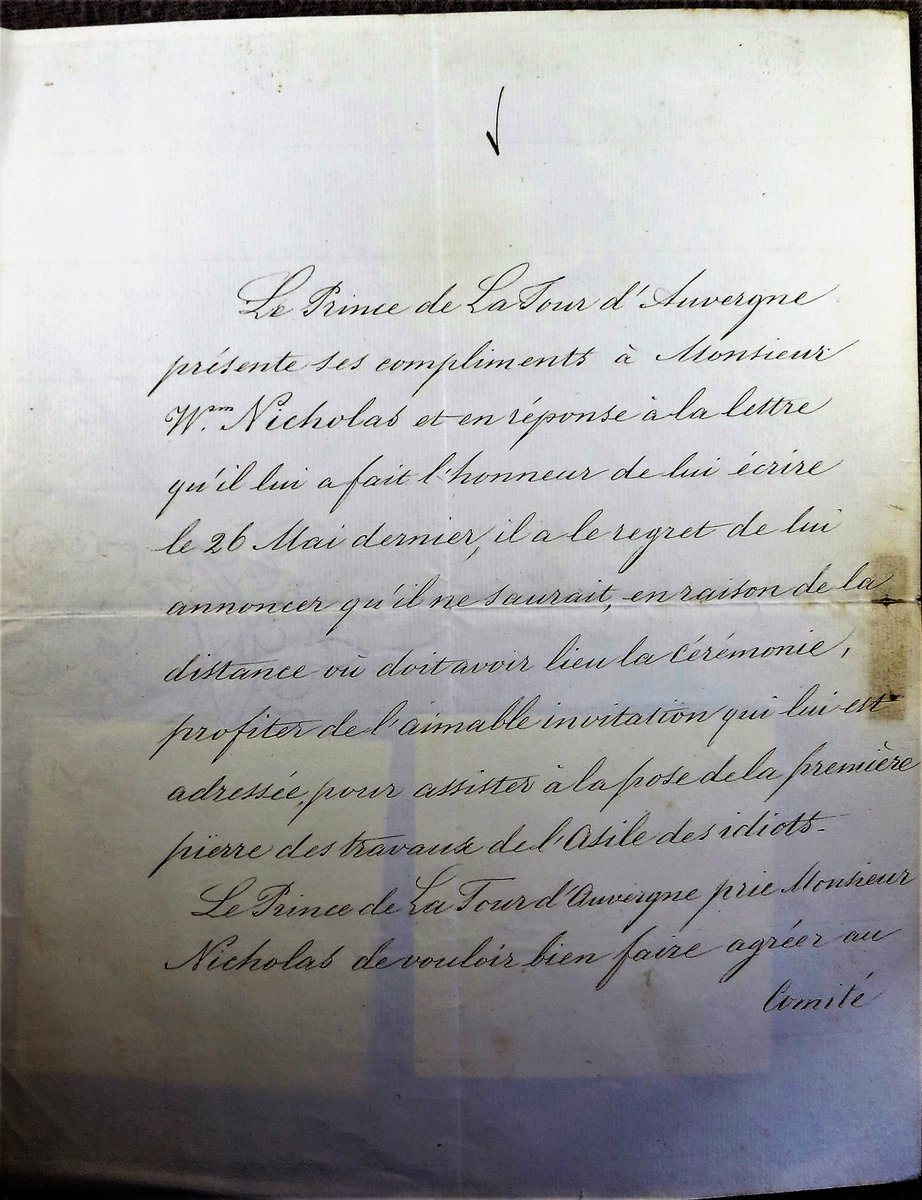 Le Prince de La Tour d'Auvergne
présente ses compliments à Monsieur
Wm. Nicholas et en réponse à la lettre
qu'il lui a fait l'honneur de lui écrire
le 26 Mai dernier, il a le regret de lui
annoncer qu'il ne saurait, en raison de la
distance où doit avoir lieu la Cérémonie,
profiter de l'aimable invitation qui lui est
adressée, pour assister à la pose de la première
pierre des travaux de l'Asile des idiots.
Le Prince de La Tour d'Auvergne prie Monsieur
Nicholas de vouloir bien faire agréer au
Comité